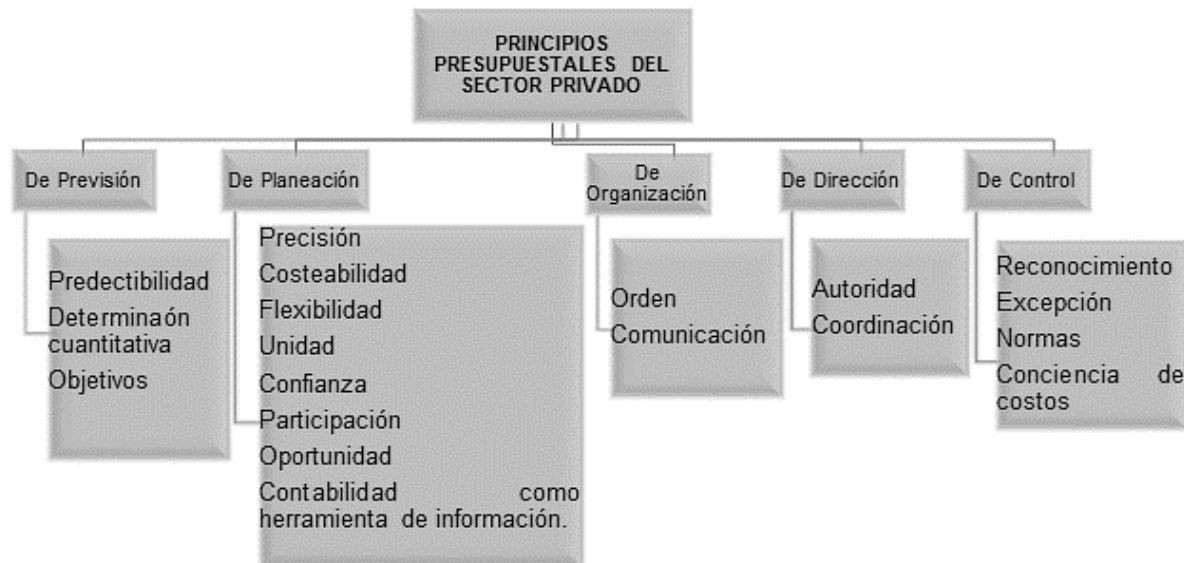 PRINCIPIOS
PRESUPUESTALES DEL
SECTOR PRIVADO
De Previsión
De Planeación
De
Organización
De Dirección
De Control
Predectibilidad
Determinaón
cuantitativa
Objetivos
Precisión
Costeabilidad
Flexibilidad
Unidad
Confianza
Participación
Oportunidad
Contabilidad como
herramienta de información.
Orden
Comunicación
Autoridad
Coordinación
Reconocimiento
Excepción
Normas
Conciencia de
costos